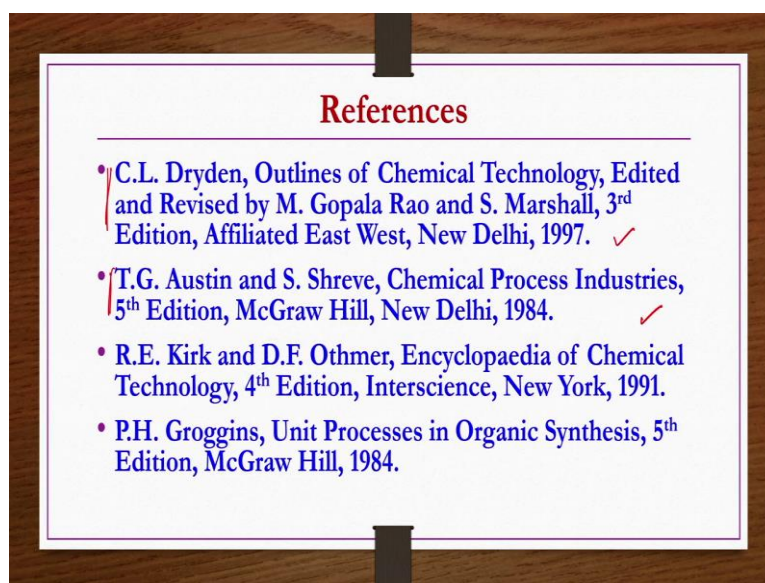 References
• C.L. Dryden, Outlines of Chemical Technology, Edited
and Revised by M. Gopala Rao and S. Marshall, 3rd
Edition, Affiliated East West, New Delhi, 1997.
• T.G. Austin and S. Shreve, Chemical Process Industries,
5th Edition, McGraw Hill, New Delhi, 1984.
• R.E. Kirk and D.F. Othmer, Encyclopaedia of Chemical
Technology, 4th Edition, Interscience, New York, 1991.
• P.H. Groggins, Unit Processes in Organic Synthesis, 5th
Edition, McGraw Hill, 1984.